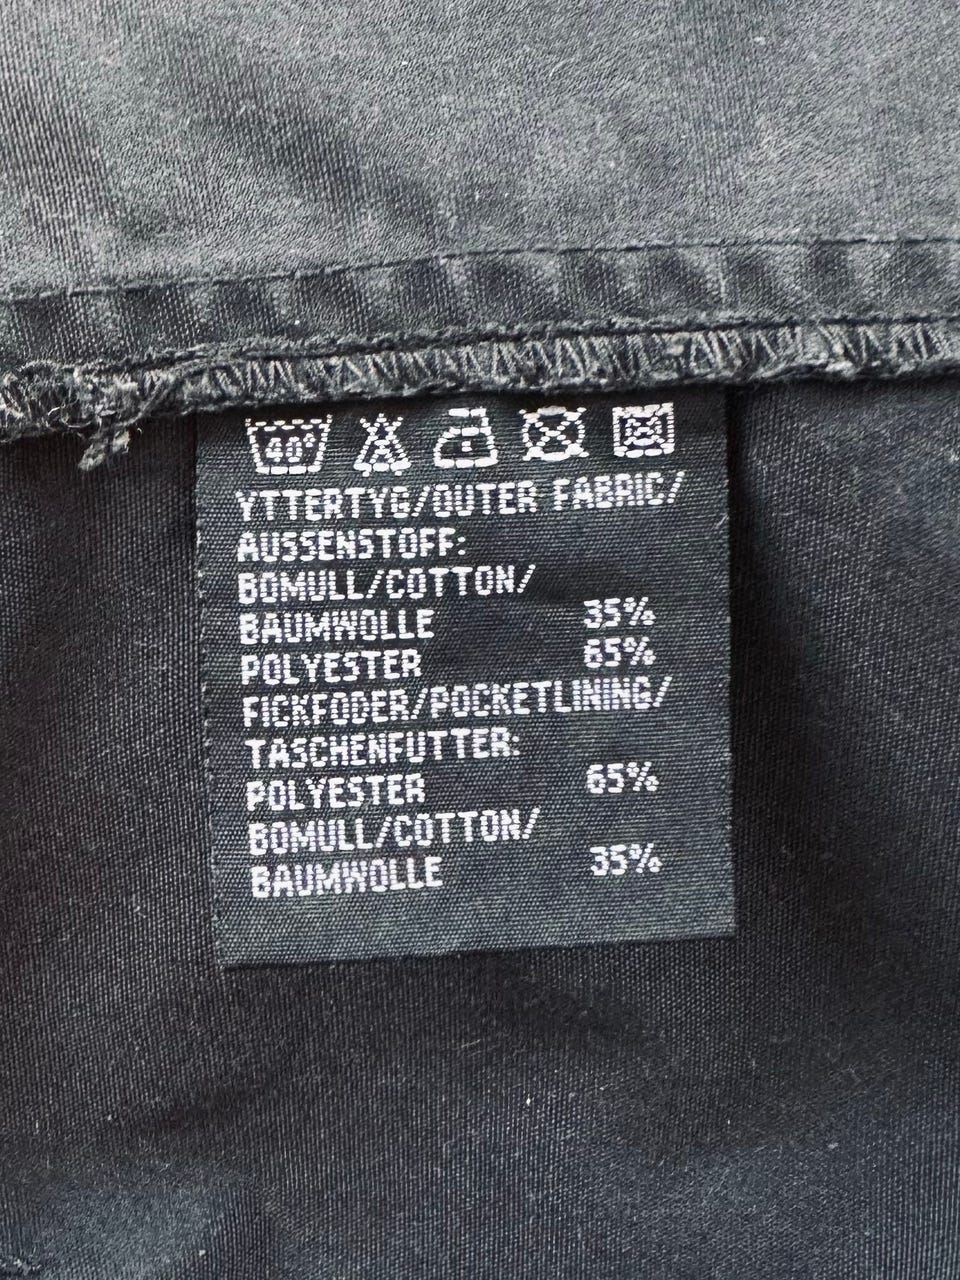 40°
YTTERTYG/OUTER FABRIC/
AUSSENSTOFF:
BOMULL/COTTON/
BAUMWOLLE 35%
POLYESTER 65%
FICKFODER/POCKETLINING/
TASCHENFUTTER:
POLYESTER 65%
BOMULL/COTTON/
BAUMWOLLE 35%